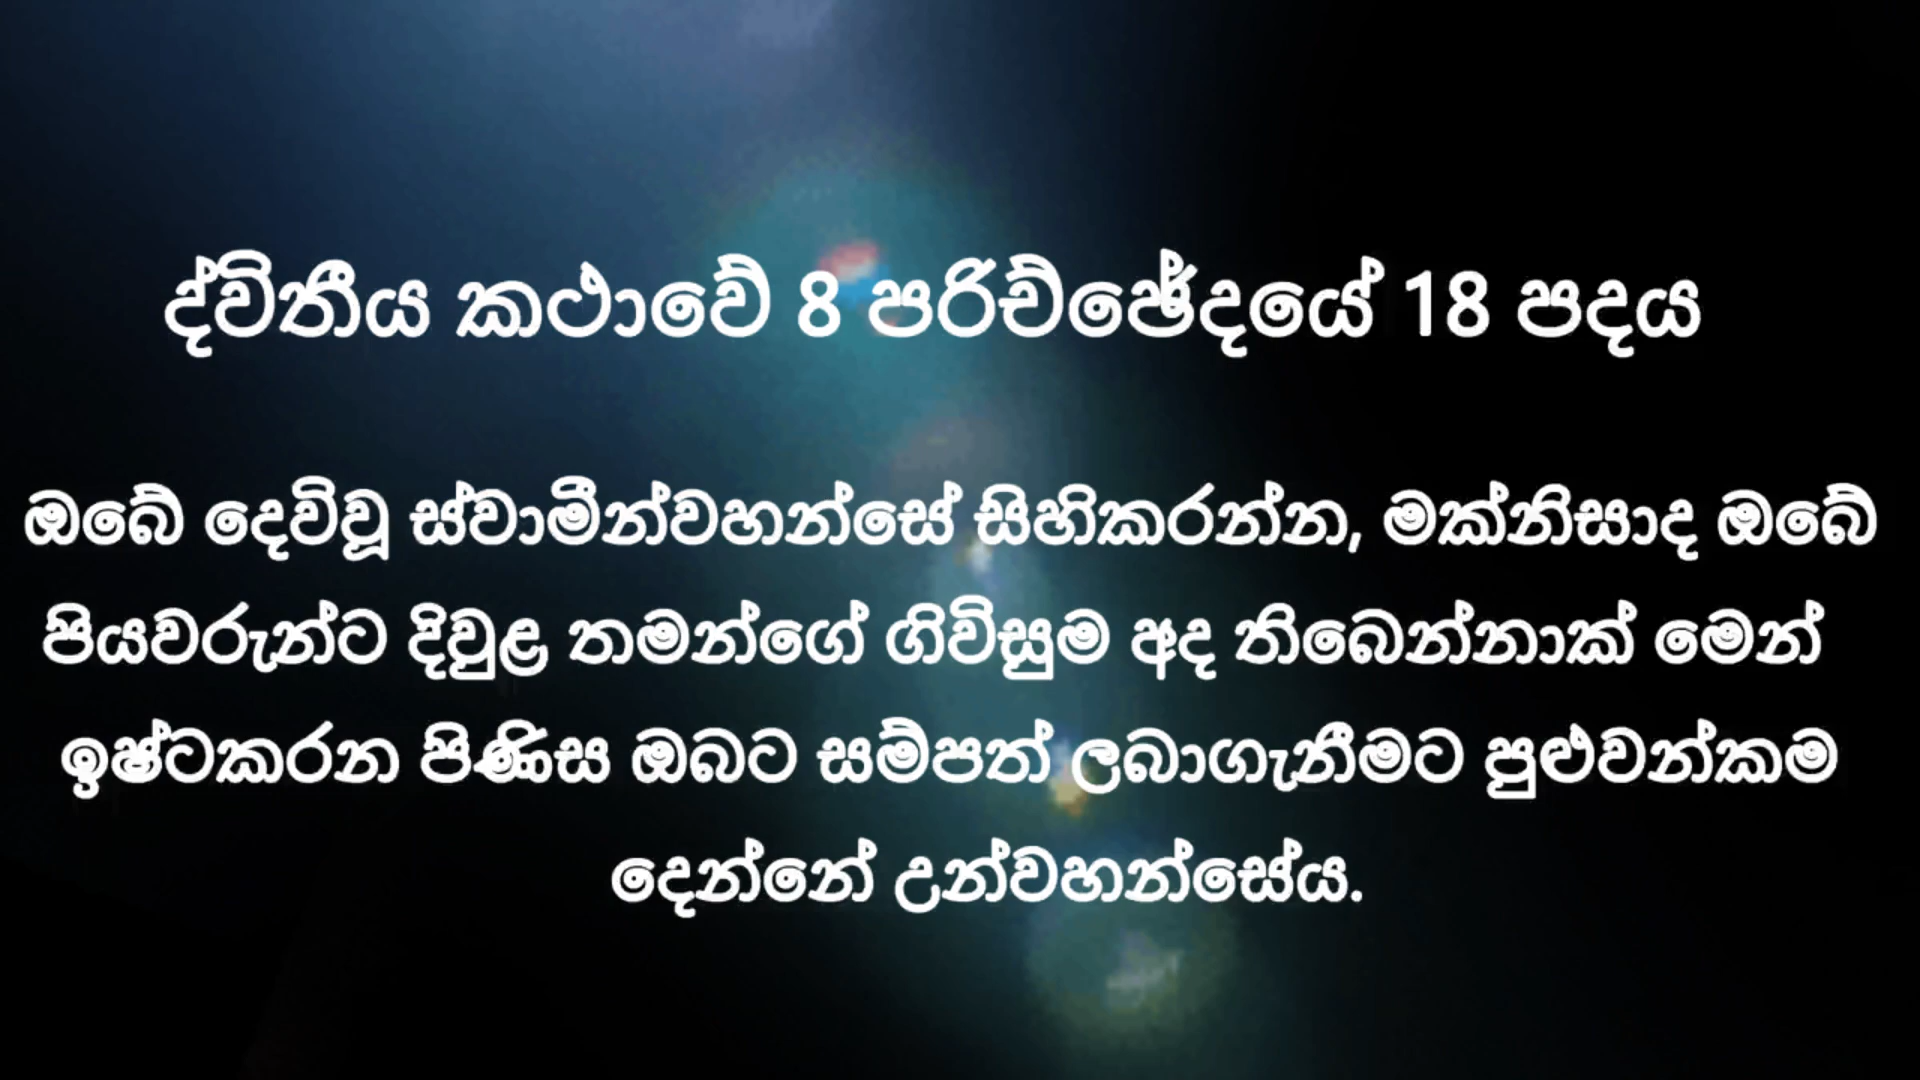 ද්විතීය කථාවේ 8 පරිච්ඡේදයේ 18 පදය
ඔබේ දෙවිවූ ස්වාමීන්වහන්සේ සිහිකරන්න, මක්නිසාද ඔබේ
පියවරුන්ට දිවුළ තමන්ගේ ගිවිසුම අද තිබෙන්නාක් මෙන්
ඉෂ්ටකරන පිණිස ඔබට සම්පත් ලබාගැනීමට පුළුවන්කම
දෙන්නේ උන්වහන්සේය.